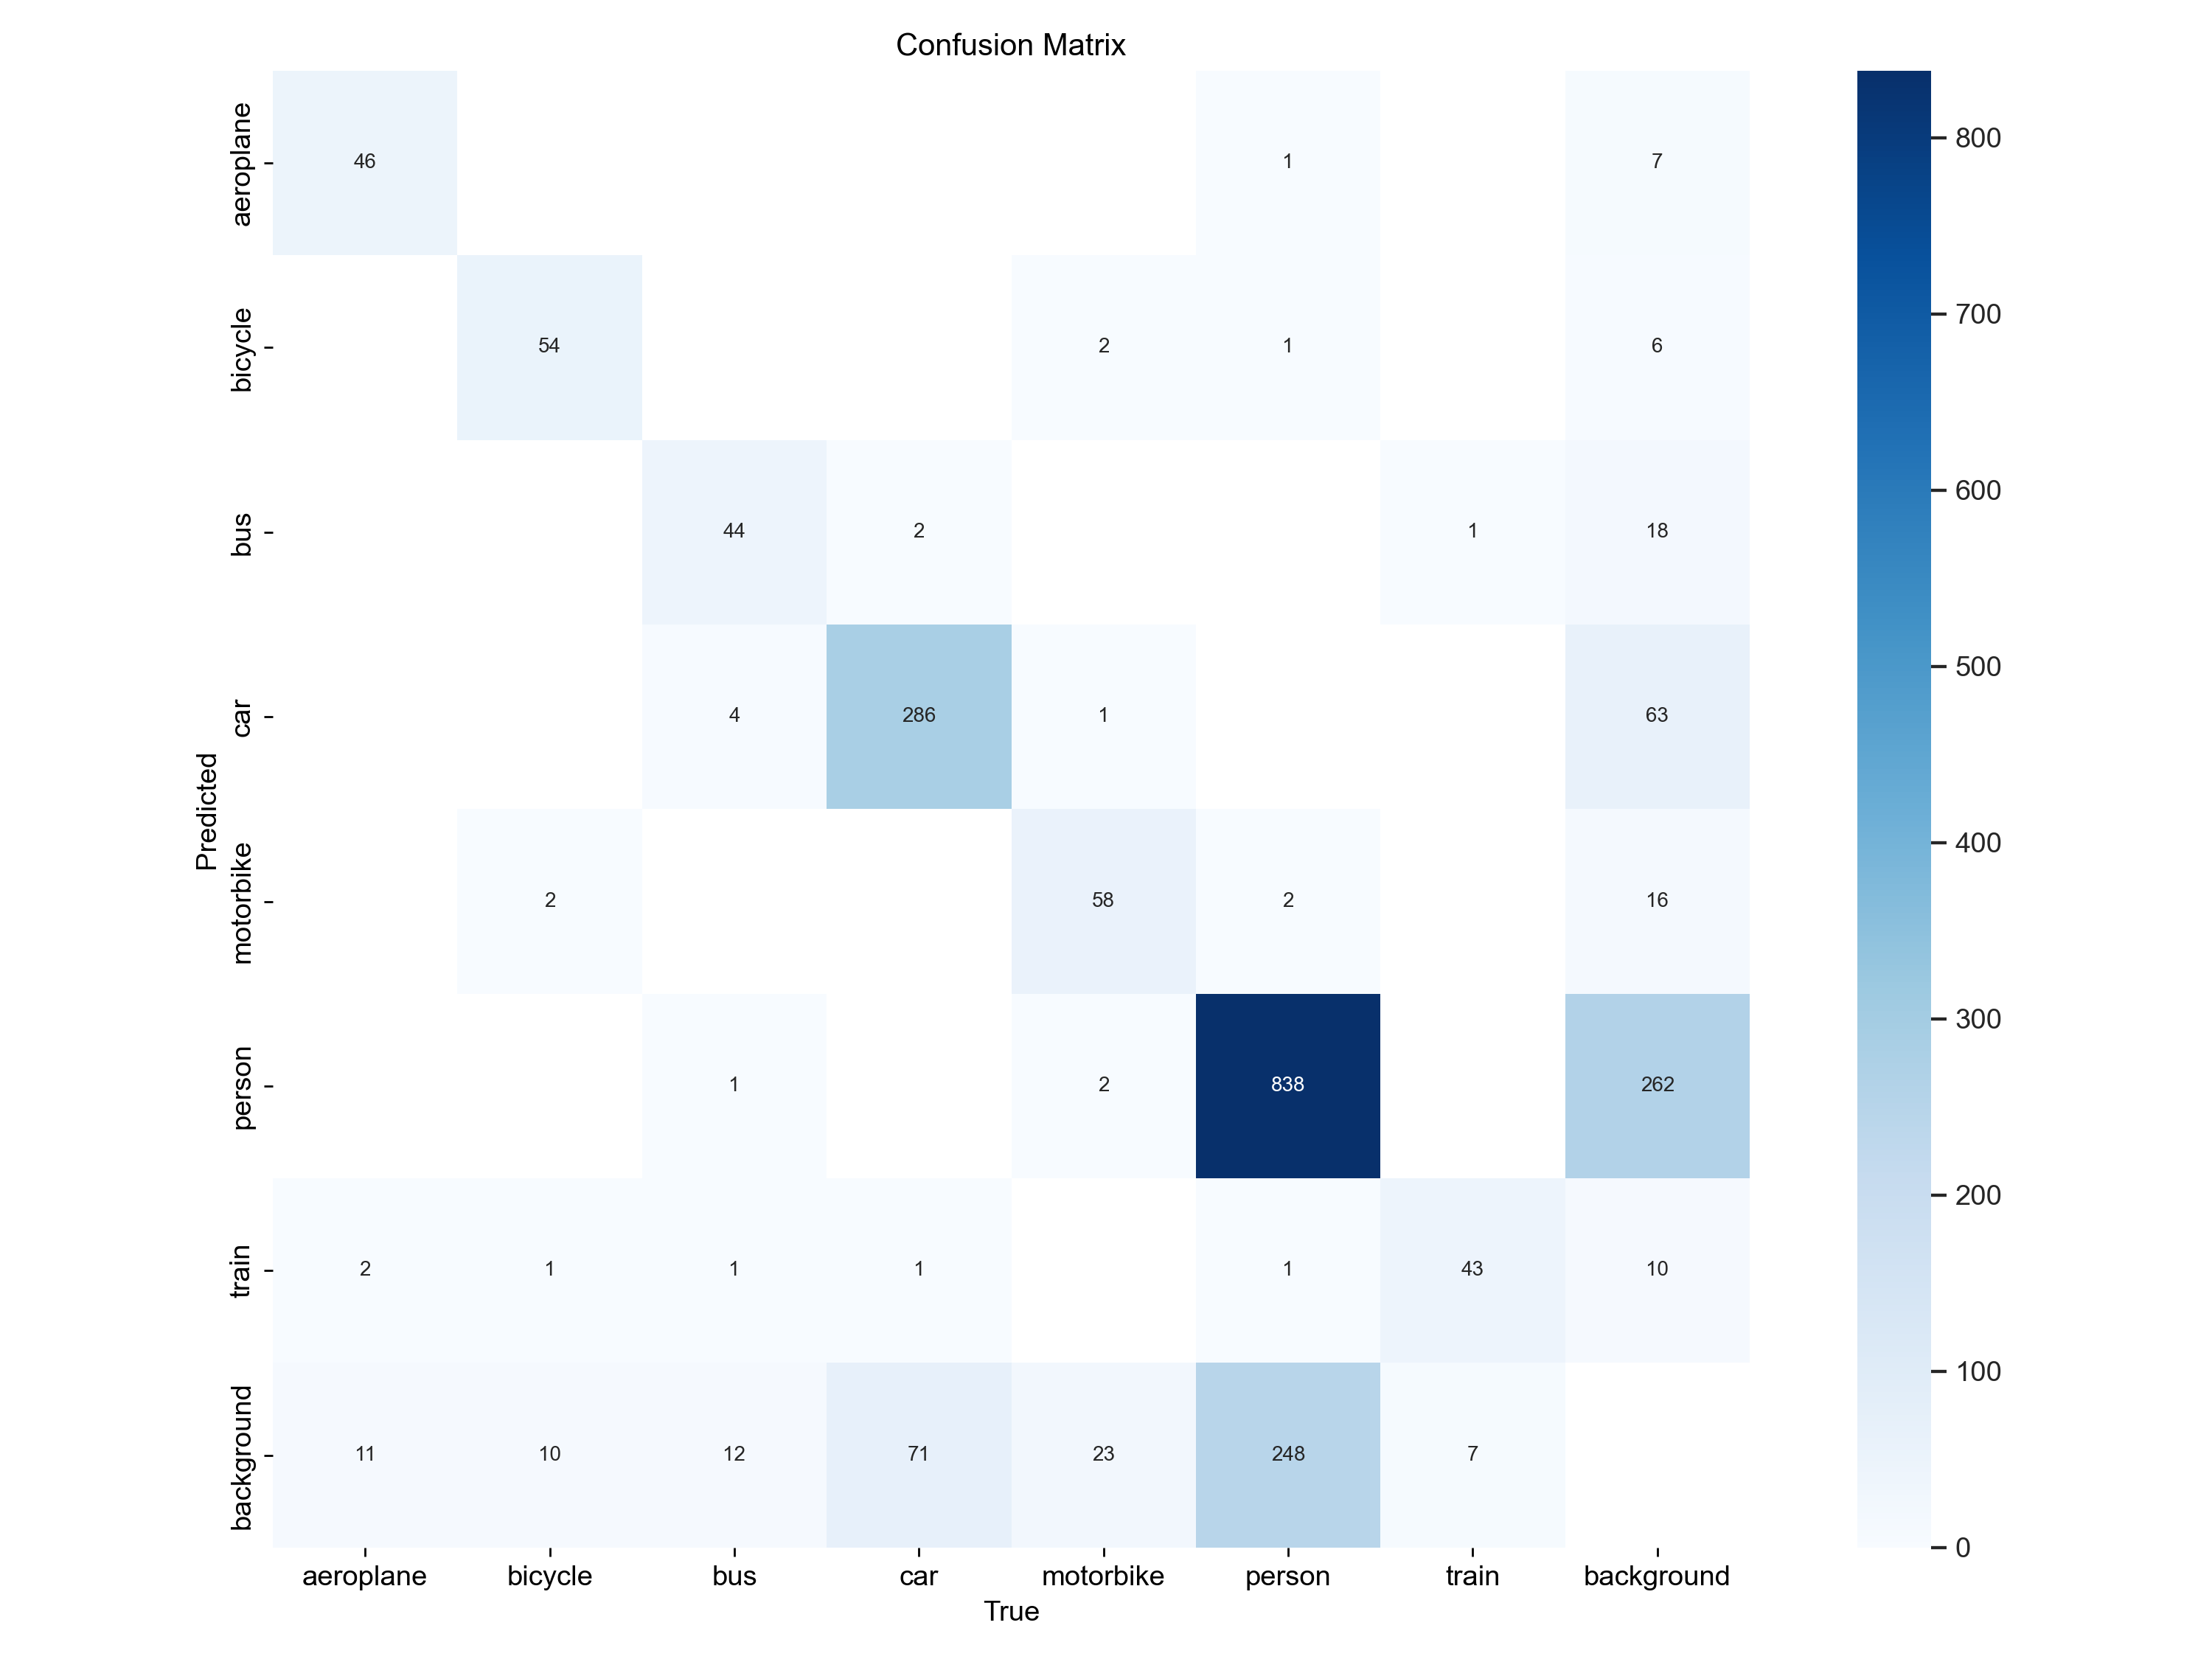 Confusion Matrix
aeroplane 46 1 7
bicycle 54 2 1 6
bus 44 2 1 18
car 4 286 1 63
motorbike 2 58 2 16
person 1 2 838 262
train 2 1 1 1 1 43 10
background 11 10 12 71 23 248 7
Predicted
aeroplane bicycle bus car motorbike person train background
True
800
700
600
500
400
300
200
100
0